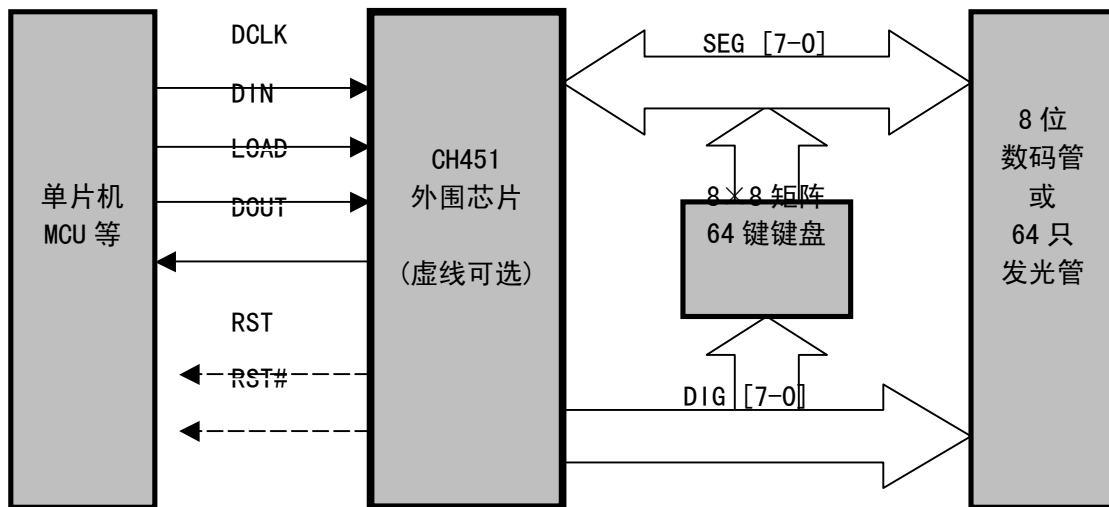 DCLK
DIN
LOAD
DOUT
RST
RST#
单片机
MCU 等
CH451
外围芯片
(虚线可选)
SEG [7-0]
8×8 矩阵
64 键键盘
DIG [7-0]
8 位
数码管
或
64 只
发光管